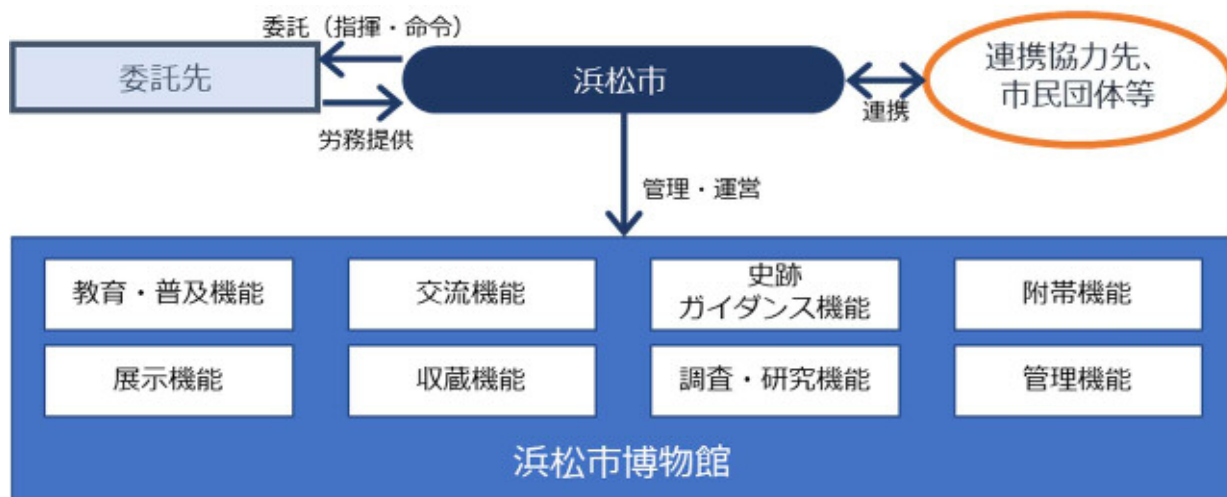 委託（指揮・命令）
委託先
浜松市
連携協力先、
市民団体等
労務提供
連携
管理・運営
教育・普及機能
交流機能
史跡
ガイダンス機能
附帯機能
展示機能
収蔵機能
調査・研究機能
管理機能
浜松市博物館